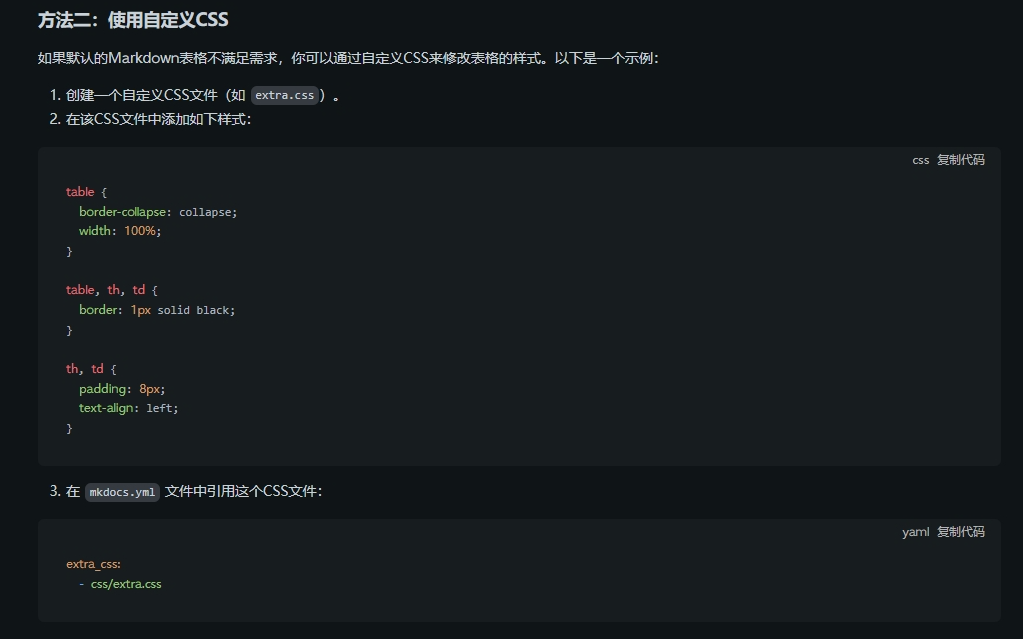 方法二：使用自定义CSS
如果默认的Markdown表格不满足需求，你可以通过自定义CSS来修改表格的样式。以下是一个示例：
1. 创建一个自定义CSS文件（如 extra.css）。
2. 在该CSS文件中添加如下样式：
css 复制代码
table {
  border-collapse: collapse;
  width: 100%;
}
table, th, td {
  border: 1px solid black;
}
th, td {
  padding: 8px;
  text-align: left;
}
3. 在 mkdocs.yml 文件中引用这个CSS文件：
yaml 复制代码
extra_css:
  - css/extra.css